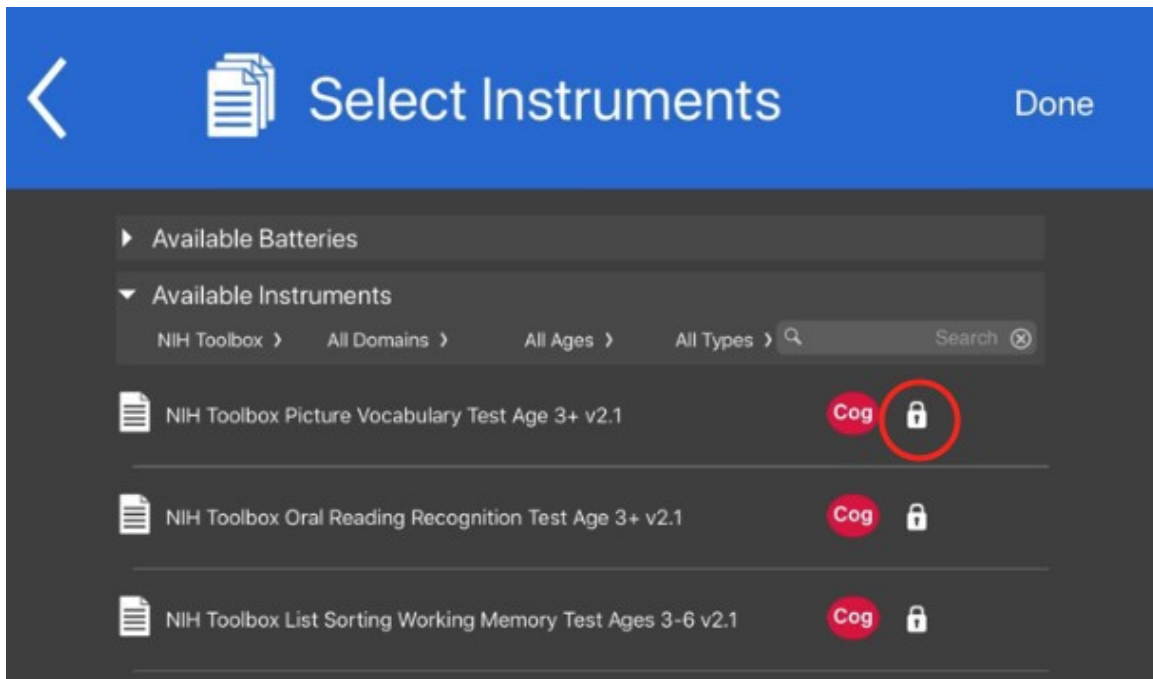 Select Instruments
Done
Available Batteries
Available Instruments
NIH Toolbox ❯ All Domains ❯ All Ages ❯ All Types ❯ Search
NIH Toolbox Picture Vocabulary Test Age 3+ v2.1 Cog
NIH Toolbox Oral Reading Recognition Test Age 3+ v2.1 Cog
NIH Toolbox List Sorting Working Memory Test Ages 3-6 v2.1 Cog